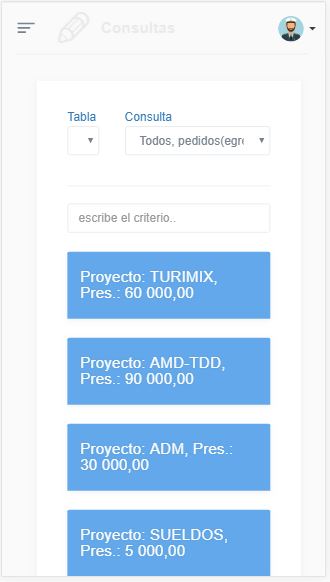 Consultas
Tabla Consulta
Todos, pedidos(egre
escribe el criterio..
Proyecto: TURIMIX,
Pres.: 60 000,00
Proyecto: AMD-TDD,
Pres.: 90 000,00
Proyecto: ADM, Pres.:
30 000,00
Proyecto: SUELDOS,
Pres.: 5 000,00